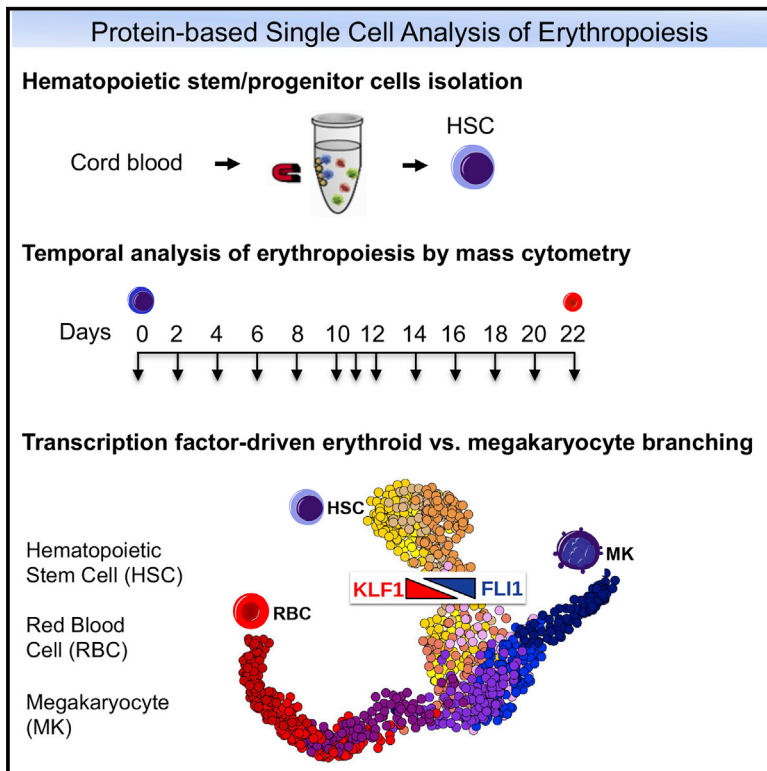 Protein-based Single Cell Analysis of Erythropoiesis
Hematopoietic stem/progenitor cells isolation
HSC
Cord blood
Temporal analysis of erythropoiesis by mass cytometry
Days 0 2 4 6 8 10 12 14 16 18 20 22
Transcription factor-driven erythroid vs. megakaryocyte branching
HSC
Hematopoietic
Stem Cell (HSC)
MK
KLF1 FLI1
RBC
Red Blood
Cell (RBC)
Megakaryocyte
(MK)